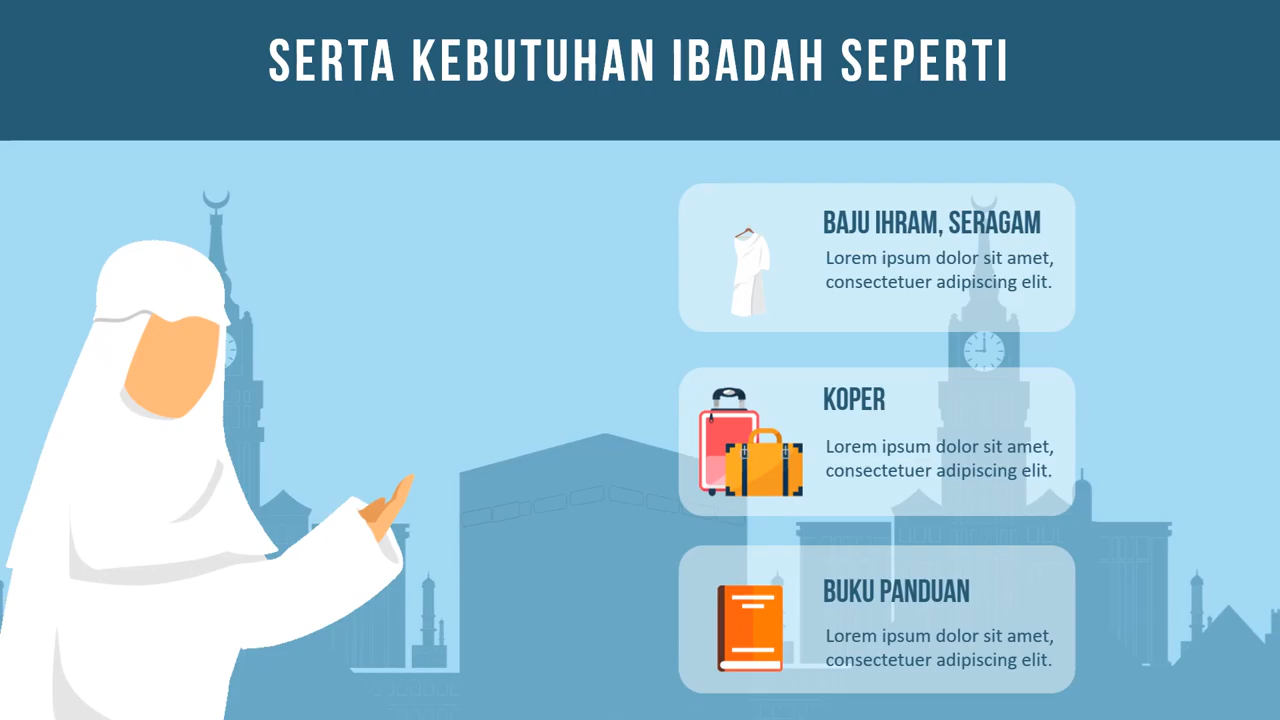 SERTA KEBUTUHAN IBADAH SEPERTI
BAJU IHRAM, SERAGAM
Lorem ipsum dolor sit amet,
consectetuer adipiscing elit.
KOPER
Lorem ipsum dolor sit amet,
consectetuer adipiscing elit.
BUKU PANDUAN
Lorem ipsum dolor sit amet,
consectetuer adipiscing elit.